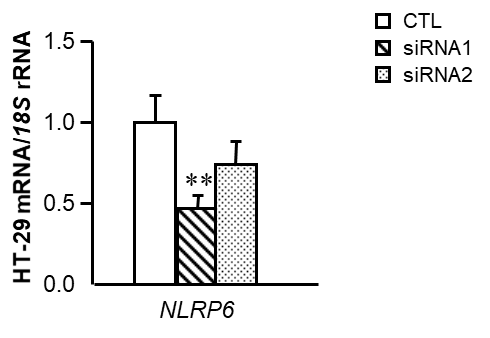 CTL
siRNA1
siRNA2
HT-29 mRNA/18S rRNA
1.5
1.0
0.5
0.0
**
NLRP6